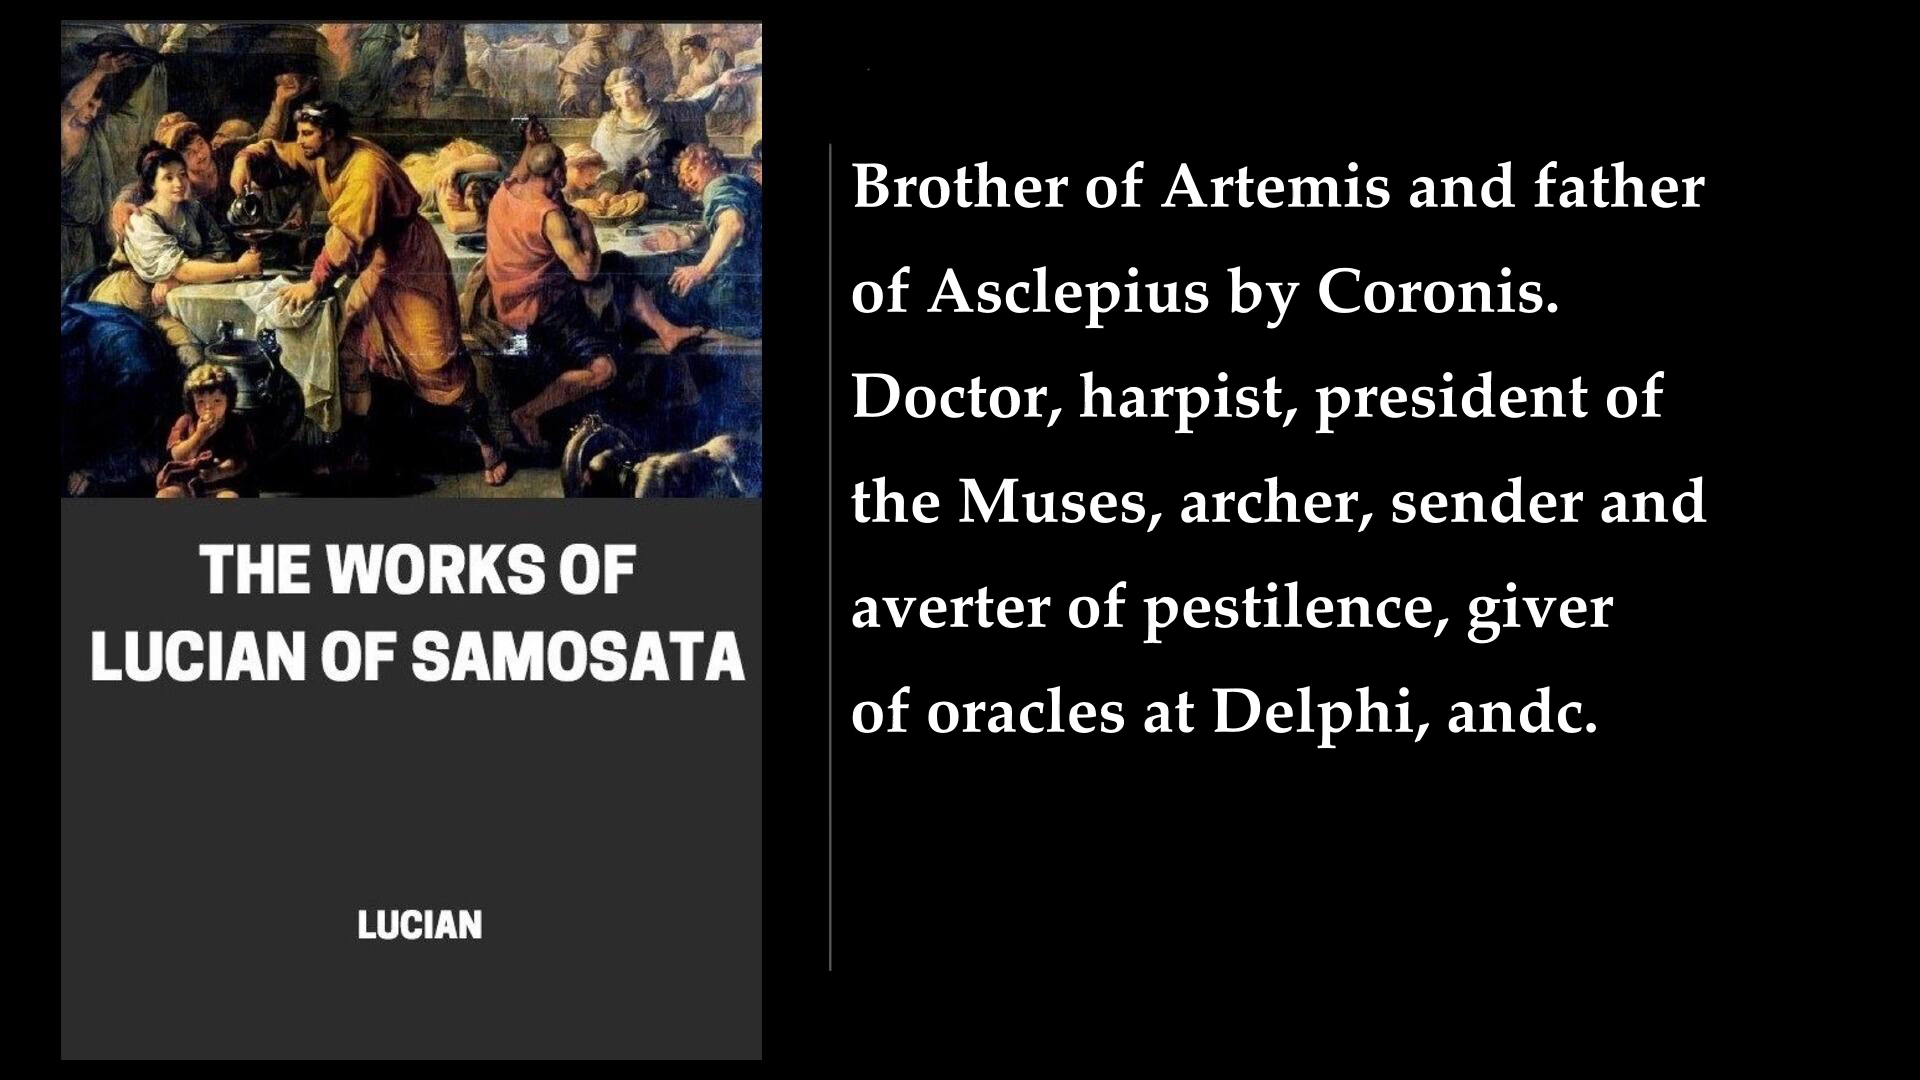 THE WORKS OF
LUCIAN OF SAMOSATA
LUCIAN
Brother of Artemis and father
of Asclepius by Coronis.
Doctor, harpist, president of
the Muses, archer, sender and
averter of pestilence, giver
of oracles at Delphi, andc.